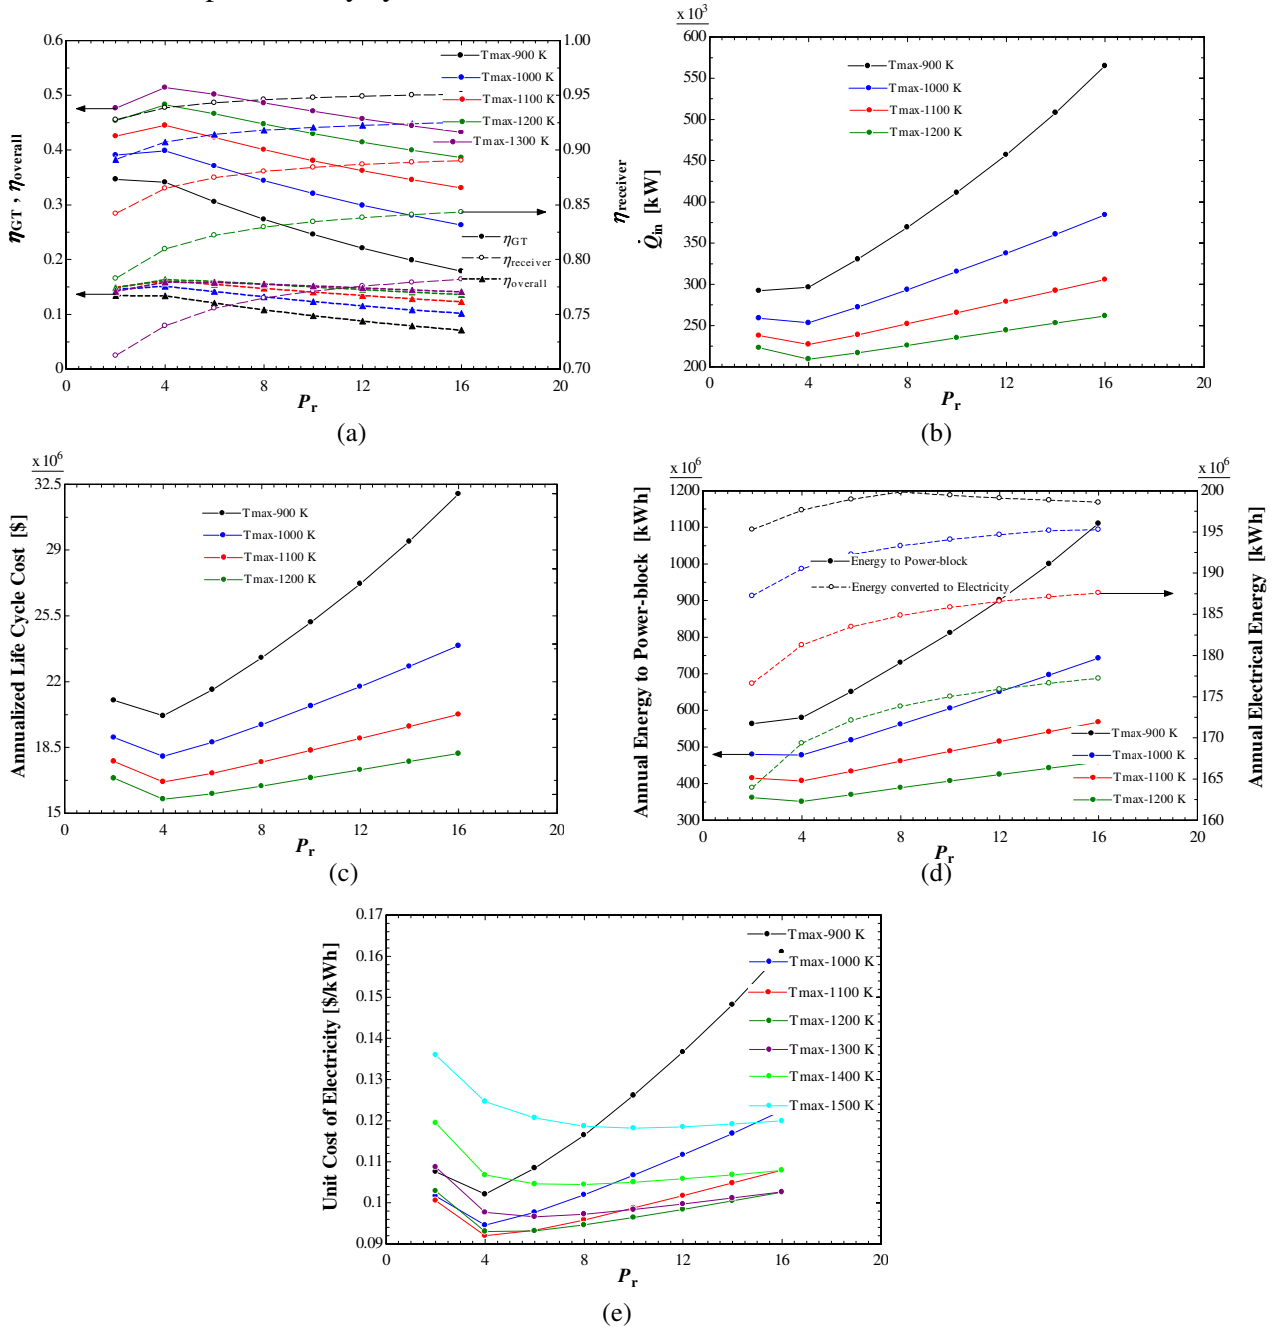 0.6
0.5
0.4
0.3
0.2
0.1
0
ηGT , ηoverall
1.00
0.95
0.90
0.85
0.80
0.75
0.70
ηreceiver
Tmax-900 K
Tmax-1000 K
Tmax-1100 K
Tmax-1200 K
Tmax-1300 K
ηGT
ηreceiver
ηoverall
0 4 8 12 16 20
Pr
(a)
x 10³
600
550
500
450
400
350
300
250
200
Q̇in [kW]
Tmax-900 K
Tmax-1000 K
Tmax-1100 K
Tmax-1200 K
0 4 8 12 16 20
Pr
(b)
x 10⁶
32.5
29
25.5
22
18.5
15
Annualized Life Cycle Cost [$]
Tmax-900 K
Tmax-1000 K
Tmax-1100 K
Tmax-1200 K
0 4 8 12 16 20
Pr
(c)
x 10⁶
1200
1100
1000
900
800
700
600
500
400
300
Annual Energy to Power-block [kWh]
x 10⁶
200
195
190
185
180
175
170
165
160
Annual Electrical Energy [kWh]
Energy to Power-block
Energy converted to Electricity
Tmax-900 K
Tmax-1000 K
Tmax-1100 K
Tmax-1200 K
0 4 8 12 16 20
Pr
(d)
0.17
0.16
0.15
0.14
0.13
0.12
0.11
0.1
0.09
Unit Cost of Electricity [$/kWh]
Tmax-900 K
Tmax-1000 K
Tmax-1100 K
Tmax-1200 K
Tmax-1300 K
Tmax-1400 K
Tmax-1500 K
0 4 8 12 16 20
Pr
(e)